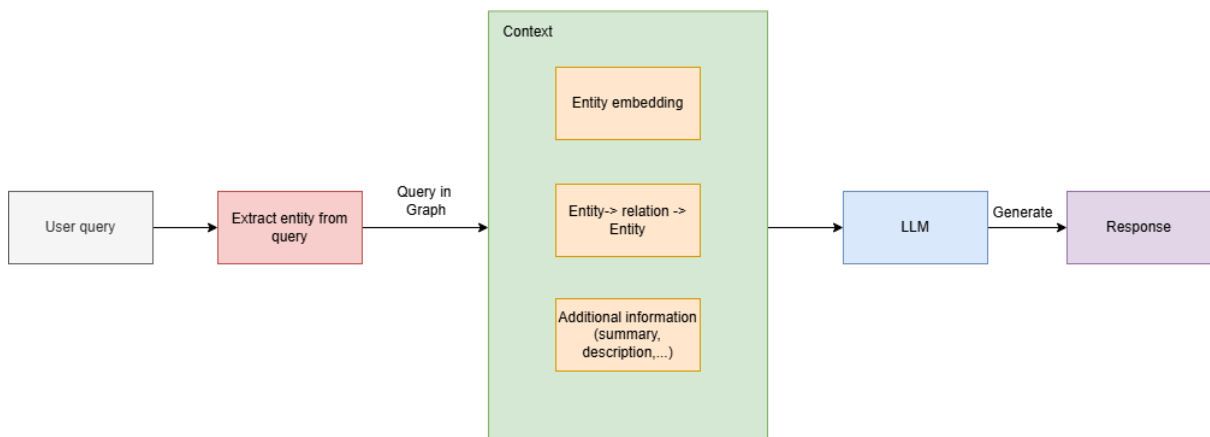 Context
Entity embedding
User query
Extract entity from
query
Query in
Graph
Entity-> relation ->
Entity
Additional information
(summary,
description,...)
LLM
Generate
Response